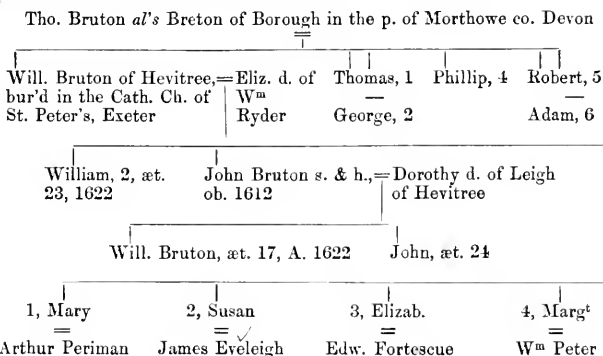 Tho. Bruton al's Breton of Borough in the p. of Morthowe co. Devon
=
Will. Bruton of Hevitree,=Eliz. d. of Thomas, 1 Phillip, 4 Robert, 5
bur'd in the Cath. Ch. of Wᵐ — —
St. Peter's, Exeter Ryder George, 2 Adam, 6
William, 2, æt. John Bruton s. & h.,=Dorothy d. of Leigh
23, 1622 ob. 1612 of Hevitree
Will. Bruton, æt. 17, A. 1622 John, æt. 24
1, Mary 2, Susan 3, Elizab. 4, Margᵗ
= = = =
Arthur Periman James Eveleigh Edw. Fortescue Wᵐ Peter